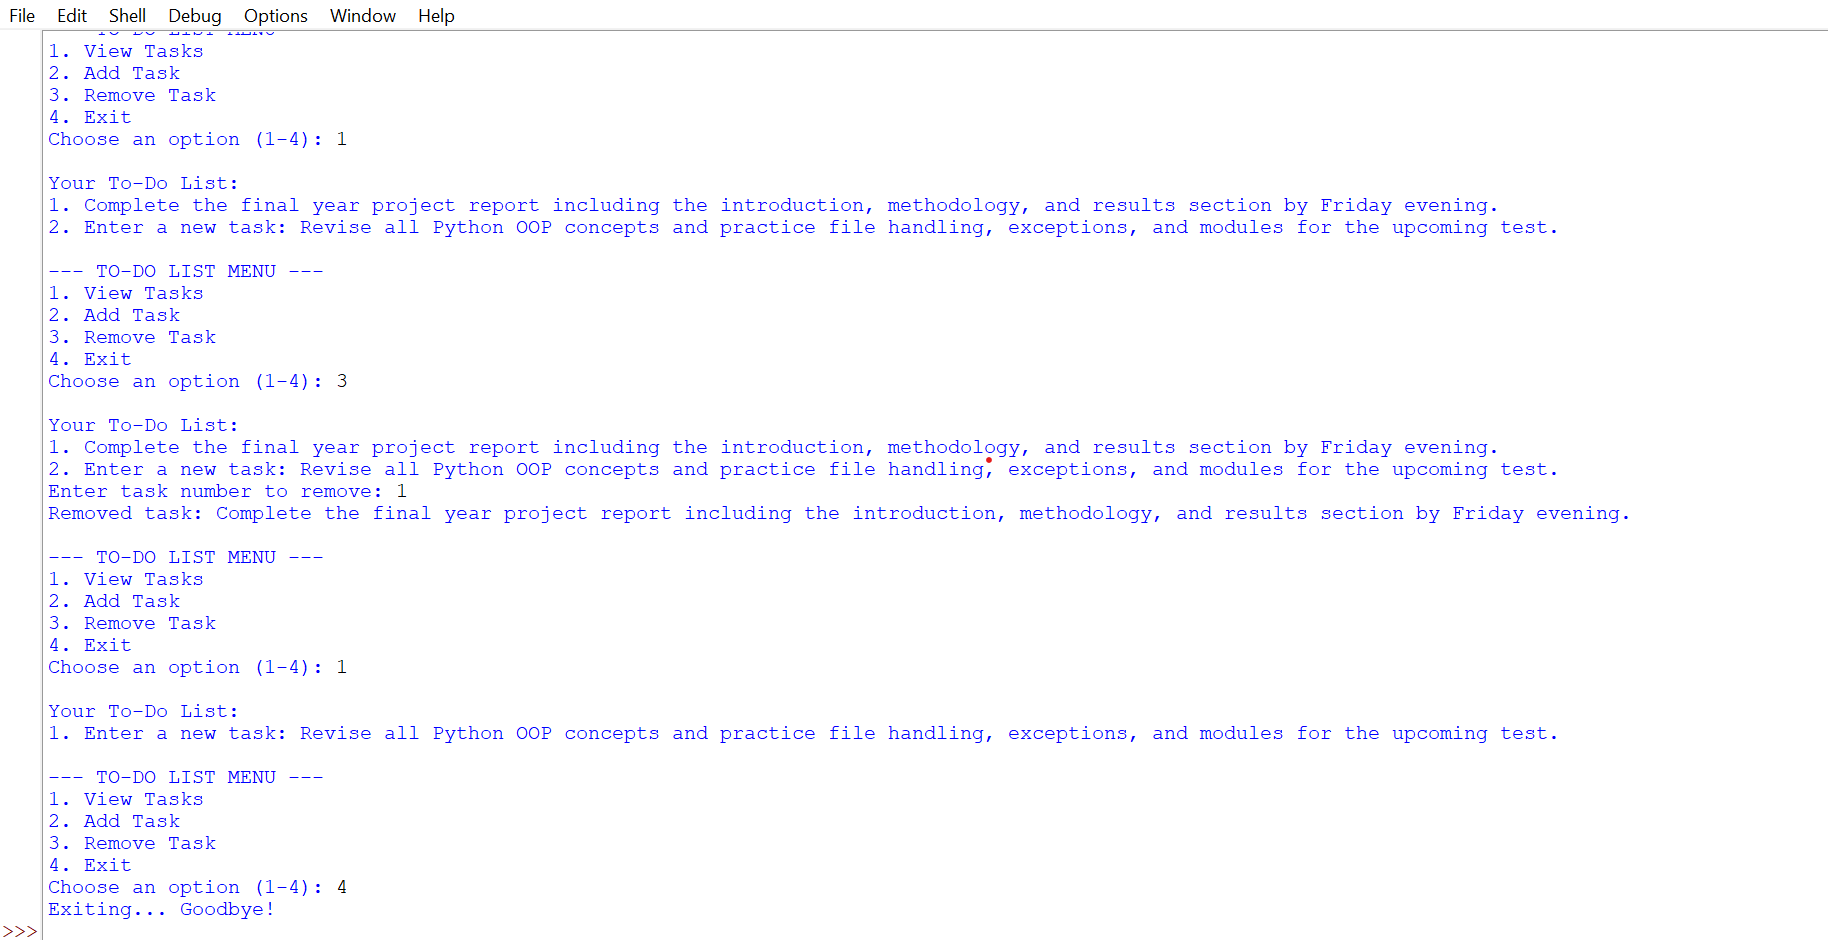 File Edit Shell Debug Options Window Help
--- TO-DO LIST MENU ---
1. View Tasks
2. Add Task
3. Remove Task
4. Exit
Choose an option (1-4): 1
Your To-Do List:
1. Complete the final year project report including the introduction, methodology, and results section by Friday evening.
2. Enter a new task: Revise all Python OOP concepts and practice file handling, exceptions, and modules for the upcoming test.
--- TO-DO LIST MENU ---
1. View Tasks
2. Add Task
3. Remove Task
4. Exit
Choose an option (1-4): 3
Your To-Do List:
1. Complete the final year project report including the introduction, methodology, and results section by Friday evening.
2. Enter a new task: Revise all Python OOP concepts and practice file handling, exceptions, and modules for the upcoming test.
Enter task number to remove: 1
Removed task: Complete the final year project report including the introduction, methodology, and results section by Friday evening.
--- TO-DO LIST MENU ---
1. View Tasks
2. Add Task
3. Remove Task
4. Exit
Choose an option (1-4): 1
Your To-Do List:
1. Enter a new task: Revise all Python OOP concepts and practice file handling, exceptions, and modules for the upcoming test.
--- TO-DO LIST MENU ---
1. View Tasks
2. Add Task
3. Remove Task
4. Exit
Choose an option (1-4): 4
Exiting... Goodbye!
>>>